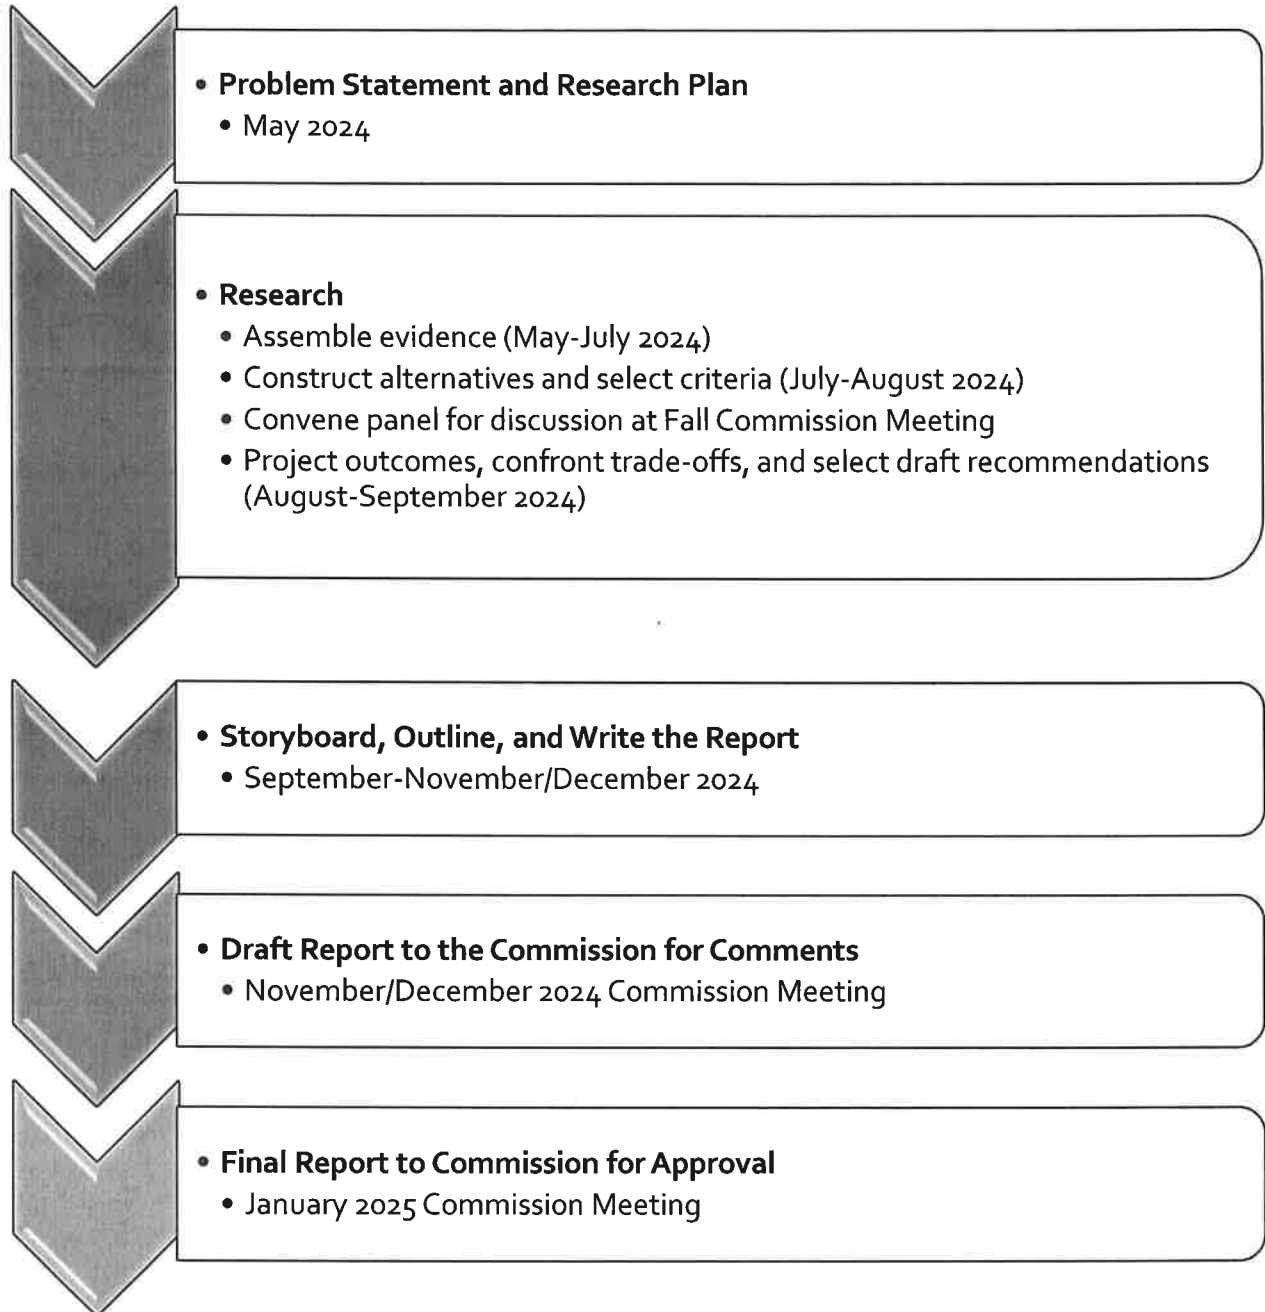 • Problem Statement and Research Plan
• May 2024
• Research
• Assemble evidence (May-July 2024)
• Construct alternatives and select criteria (July-August 2024)
• Convene panel for discussion at Fall Commission Meeting
• Project outcomes, confront trade-offs, and select draft recommendations
(August-September 2024)
• Storyboard, Outline, and Write the Report
• September-November/December 2024
• Draft Report to the Commission for Comments
• November/December 2024 Commission Meeting
• Final Report to Commission for Approval
• January 2025 Commission Meeting